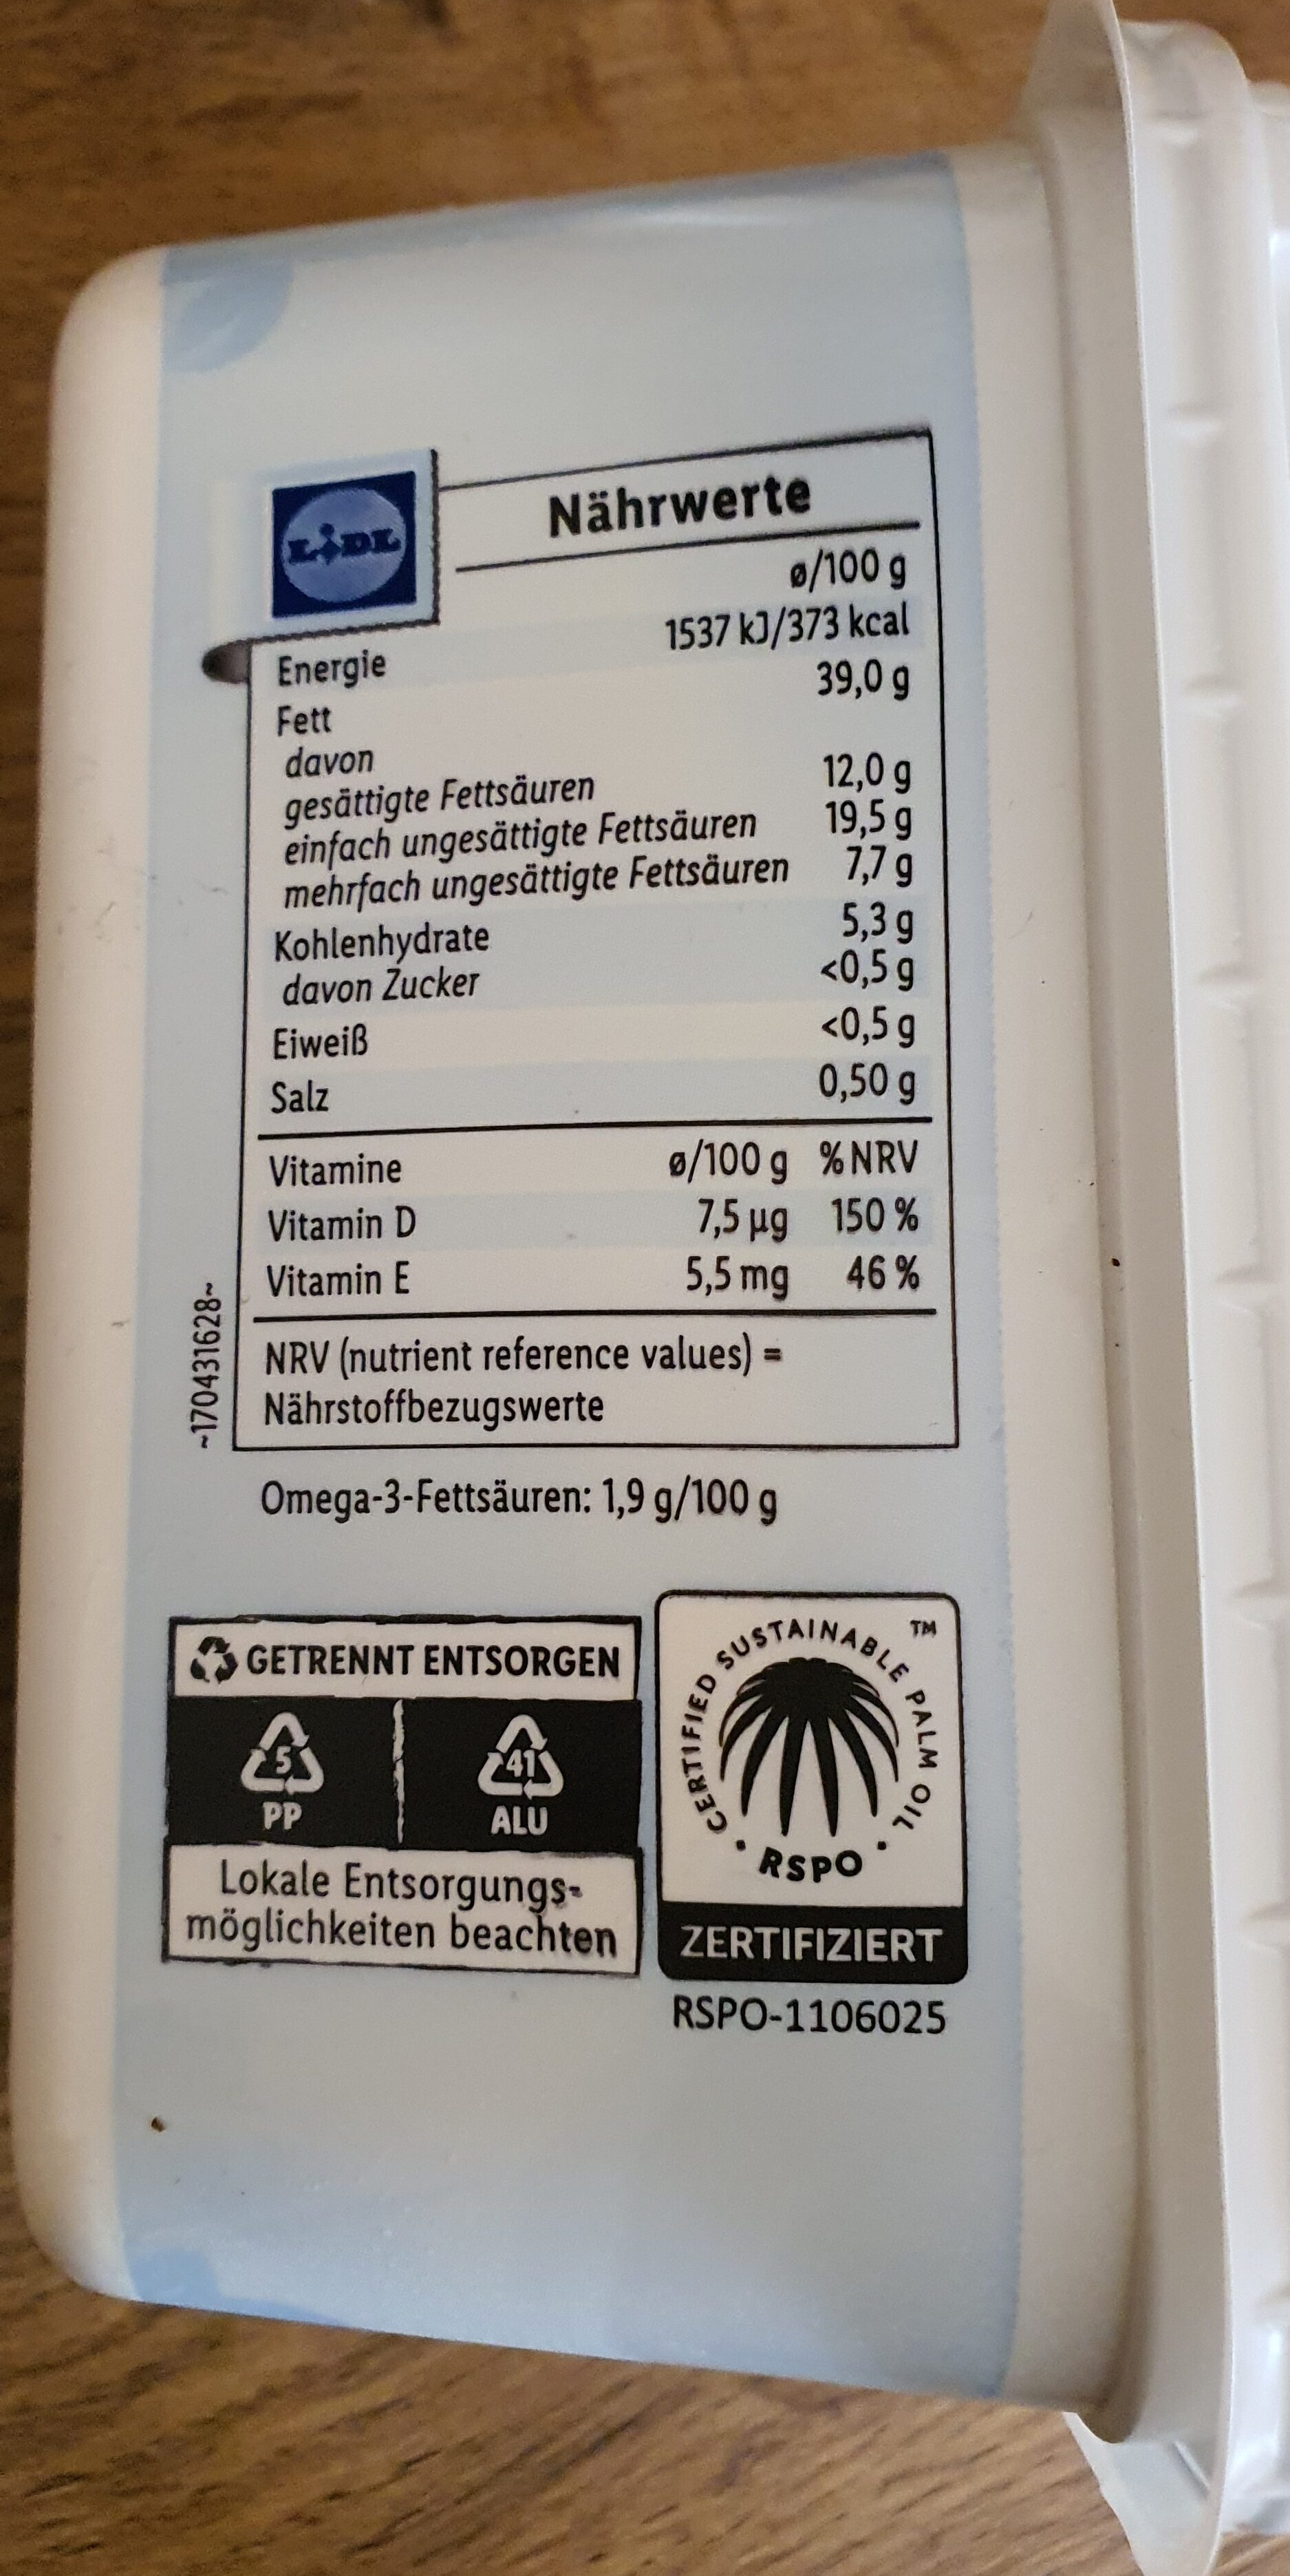 LIDL
Nährwerte
ø/100 g
Energie 1537 kJ/373 kcal
Fett 39,0 g
davon
gesättigte Fettsäuren 12,0 g
einfach ungesättigte Fettsäuren 19,5 g
mehrfach ungesättigte Fettsäuren 7,7 g
Kohlenhydrate 5,3 g
davon Zucker <0,5 g
Eiweiß <0,5 g
Salz 0,50 g
Vitamine ø/100 g % NRV
Vitamin D 7,5 µg 150 %
Vitamin E 5,5 mg 46 %
NRV (nutrient reference values) =
Nährstoffbezugswerte
~170431628~
Omega-3-Fettsäuren: 1,9 g/100 g
GETRENNT ENTSORGEN
5 41
PP ALU
Lokale Entsorgungs-
möglichkeiten beachten
CERTIFIED SUSTAINABLE PALM OIL TM
• RSPO •
ZERTIFIZIERT
RSPO-1106025